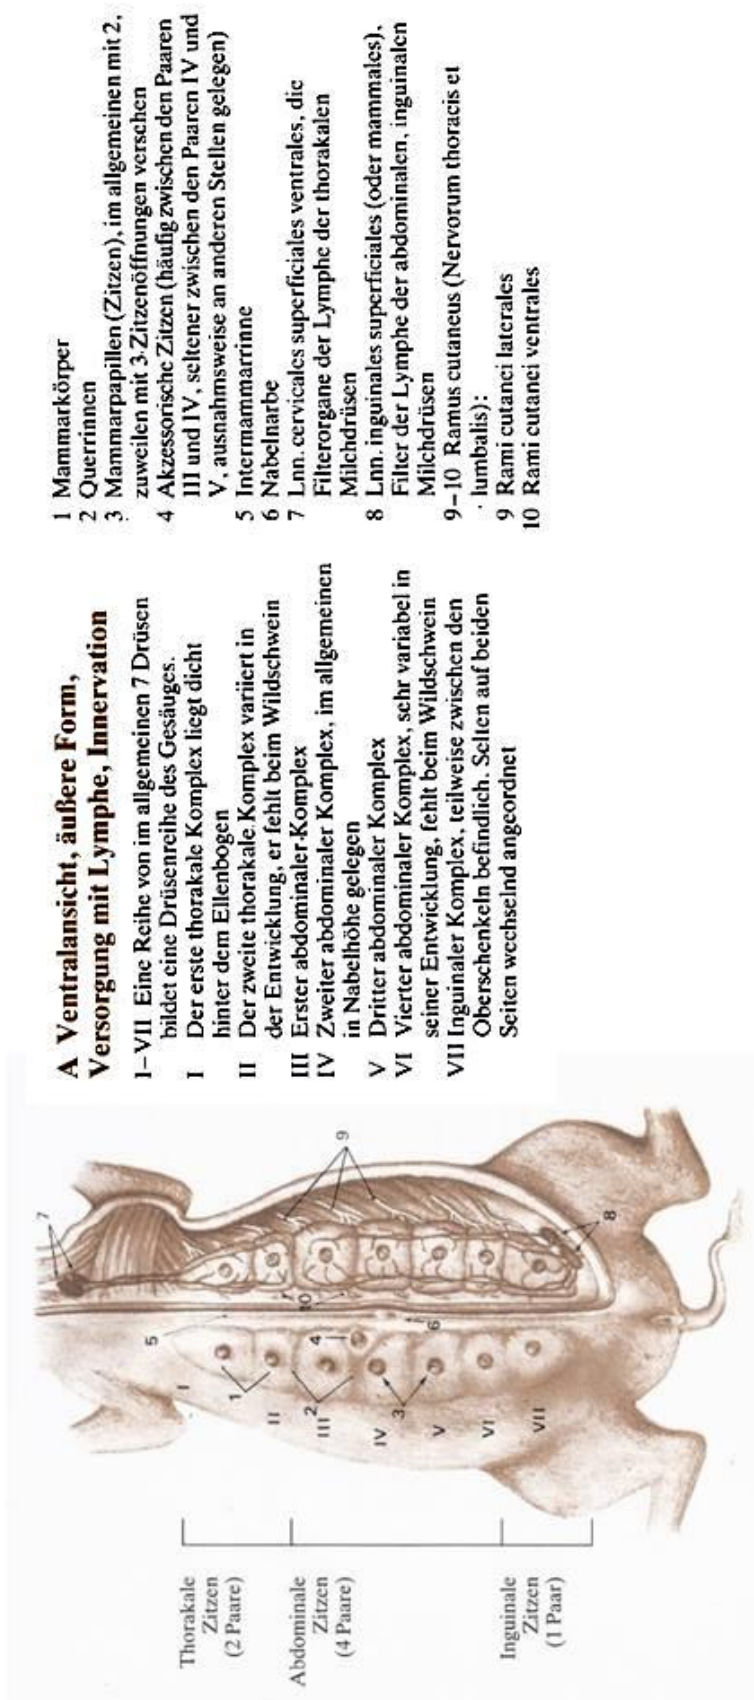 Thorakale
Zitzen
(2 Paare)
Abdominale
Zitzen
(4 Paare)
Inguinale
Zitzen
(1 Paar)
I
II
III
IV
V
VI
VII
1
2
3
4
5
6
7
8
9
10
A Ventralansicht, äußere Form,
Versorgung mit Lymphe, Innervation
I–VII Eine Reihe von im allgemeinen 7 Drüsen
bildet eine Drüsenreihe des Gesäuges.
I Der erste thorakale Komplex liegt dicht
hinter dem Ellenbogen
II Der zweite thorakale Komplex variiert in
der Entwicklung, er fehlt beim Wildschwein
III Erster abdominaler Komplex
IV Zweiter abdominaler Komplex, im allgemeinen
in Nabelhöhe gelegen
V Dritter abdominaler Komplex
VI Vierter abdominaler Komplex, sehr variabel in
seiner Entwicklung, fehlt beim Wildschwein
VII Inguinaler Komplex, teilweise zwischen den
Oberschenkeln befindlich. Selten auf beiden
Seiten wechselnd angeordnet
1 Mammarkörper
2 Querrinnen
3 Mammarpapillen (Zitzen), im allgemeinen mit 2,
zuweilen mit 3 Zitzenöffnungen versehen
4 Akzessorische Zitzen (häufig zwischen den Paaren
III und IV, seltener zwischen den Paaren IV und
V, ausnahmsweise an anderen Stellen gelegen)
5 Intermammarrinne
6 Nabelnarbe
7 Lnn. cervicales superficiales ventrales, die
Filterorgane der Lymphe der thorakalen
Milchdrüsen
8 Lnn. inguinales superficiales (oder mammales),
Filter der Lymphe der abdominalen, inguinalen
Milchdrüsen
9–10 Ramus cutaneus (Nervorum thoracis et
lumbalis):
9 Rami cutanei laterales
10 Rami cutanei ventrales